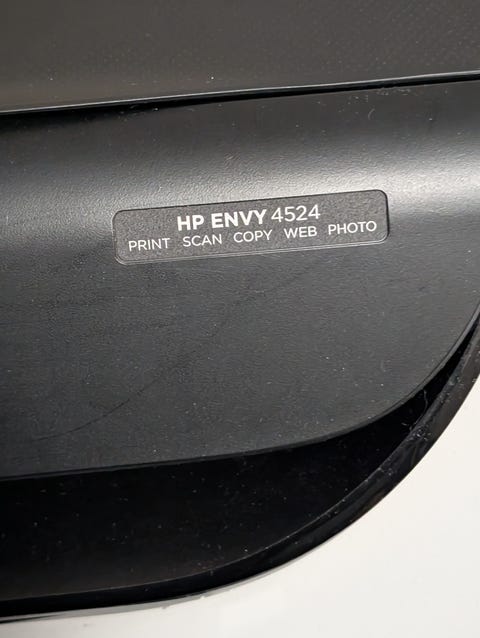 HP ENVY 4524
PRINT SCAN COPY WEB PHOTO